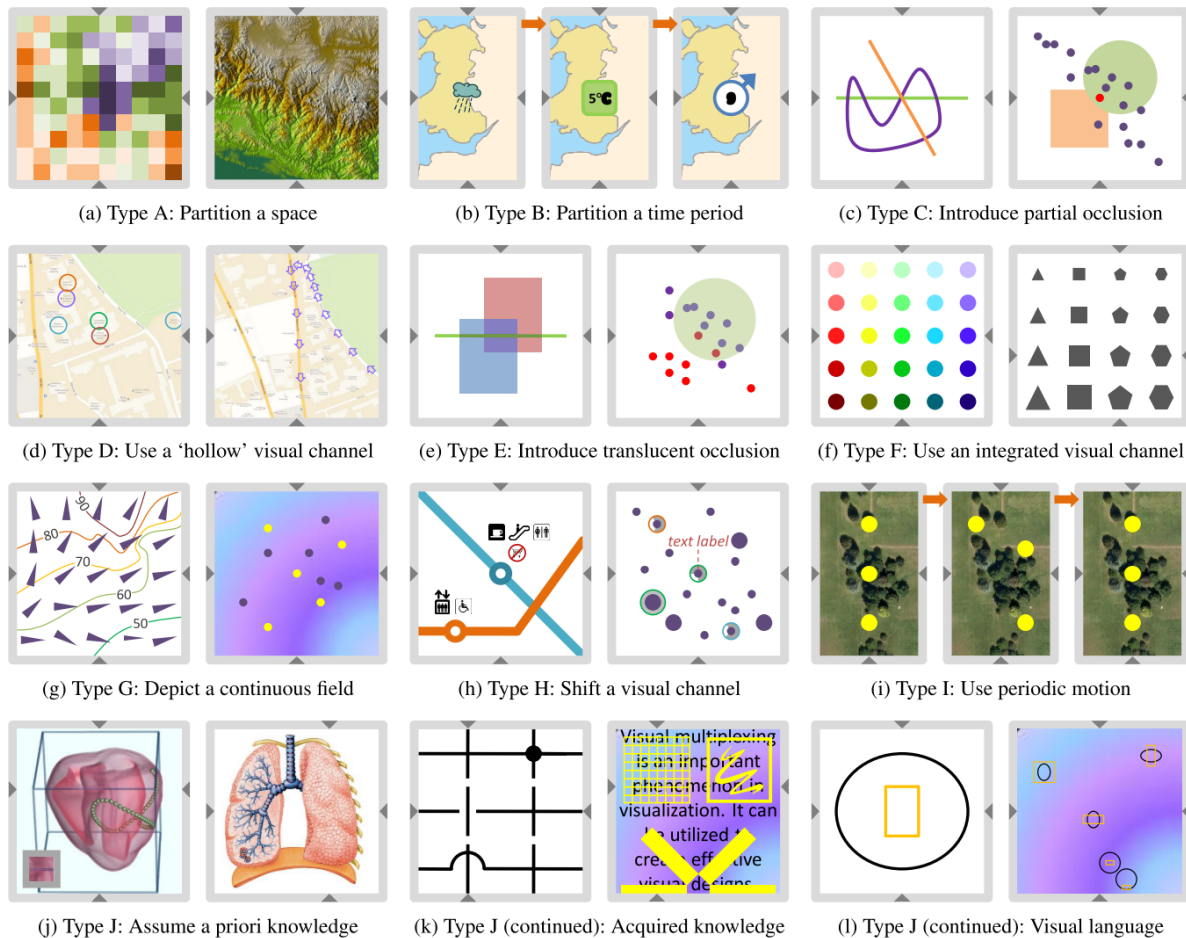 5°C
9
(a) Type A: Partition a space
(b) Type B: Partition a time period
(c) Type C: Introduce partial occlusion
(d) Type D: Use a ‘hollow’ visual channel
(e) Type E: Introduce translucent occlusion
(f) Type F: Use an integrated visual channel
90
80
70
60
50
text label
(g) Type G: Depict a continuous field
(h) Type H: Shift a visual channel
(i) Type I: Use periodic motion
Visual multiplexing
is an important
phenomenon in
visualization. It can
be utilized to
create effective
visual designs.
(j) Type J: Assume a priori knowledge
(k) Type J (continued): Acquired knowledge
(l) Type J (continued): Visual language